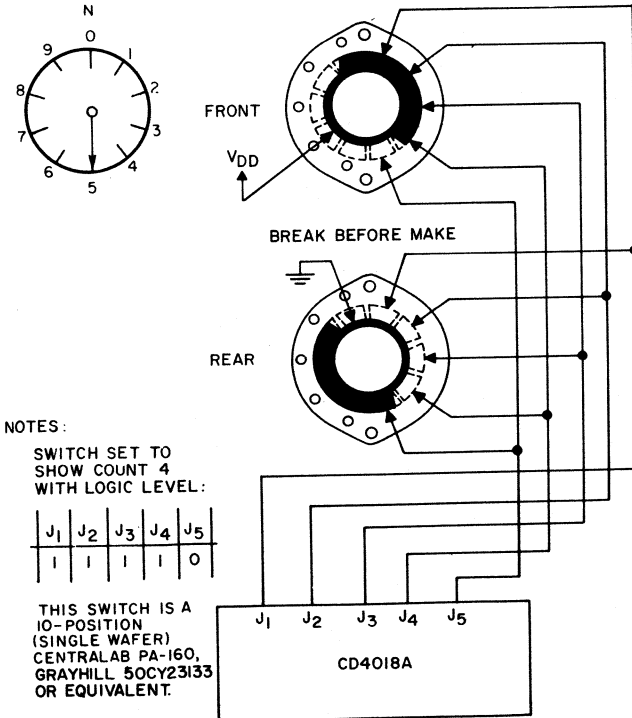 N
0
1
2
3
4
5
6
7
8
9
FRONT
VDD
BREAK BEFORE MAKE
REAR
NOTES:
SWITCH SET TO
SHOW COUNT 4
WITH LOGIC LEVEL:
J1 J2 J3 J4 J5
1 1 1 1 0
THIS SWITCH IS A
10-POSITION
(SINGLE WAFER)
CENTRALAB PA-160,
GRAYHILL 50CY23133
OR EQUIVALENT.
J1 J2 J3 J4 J5
CD4018A